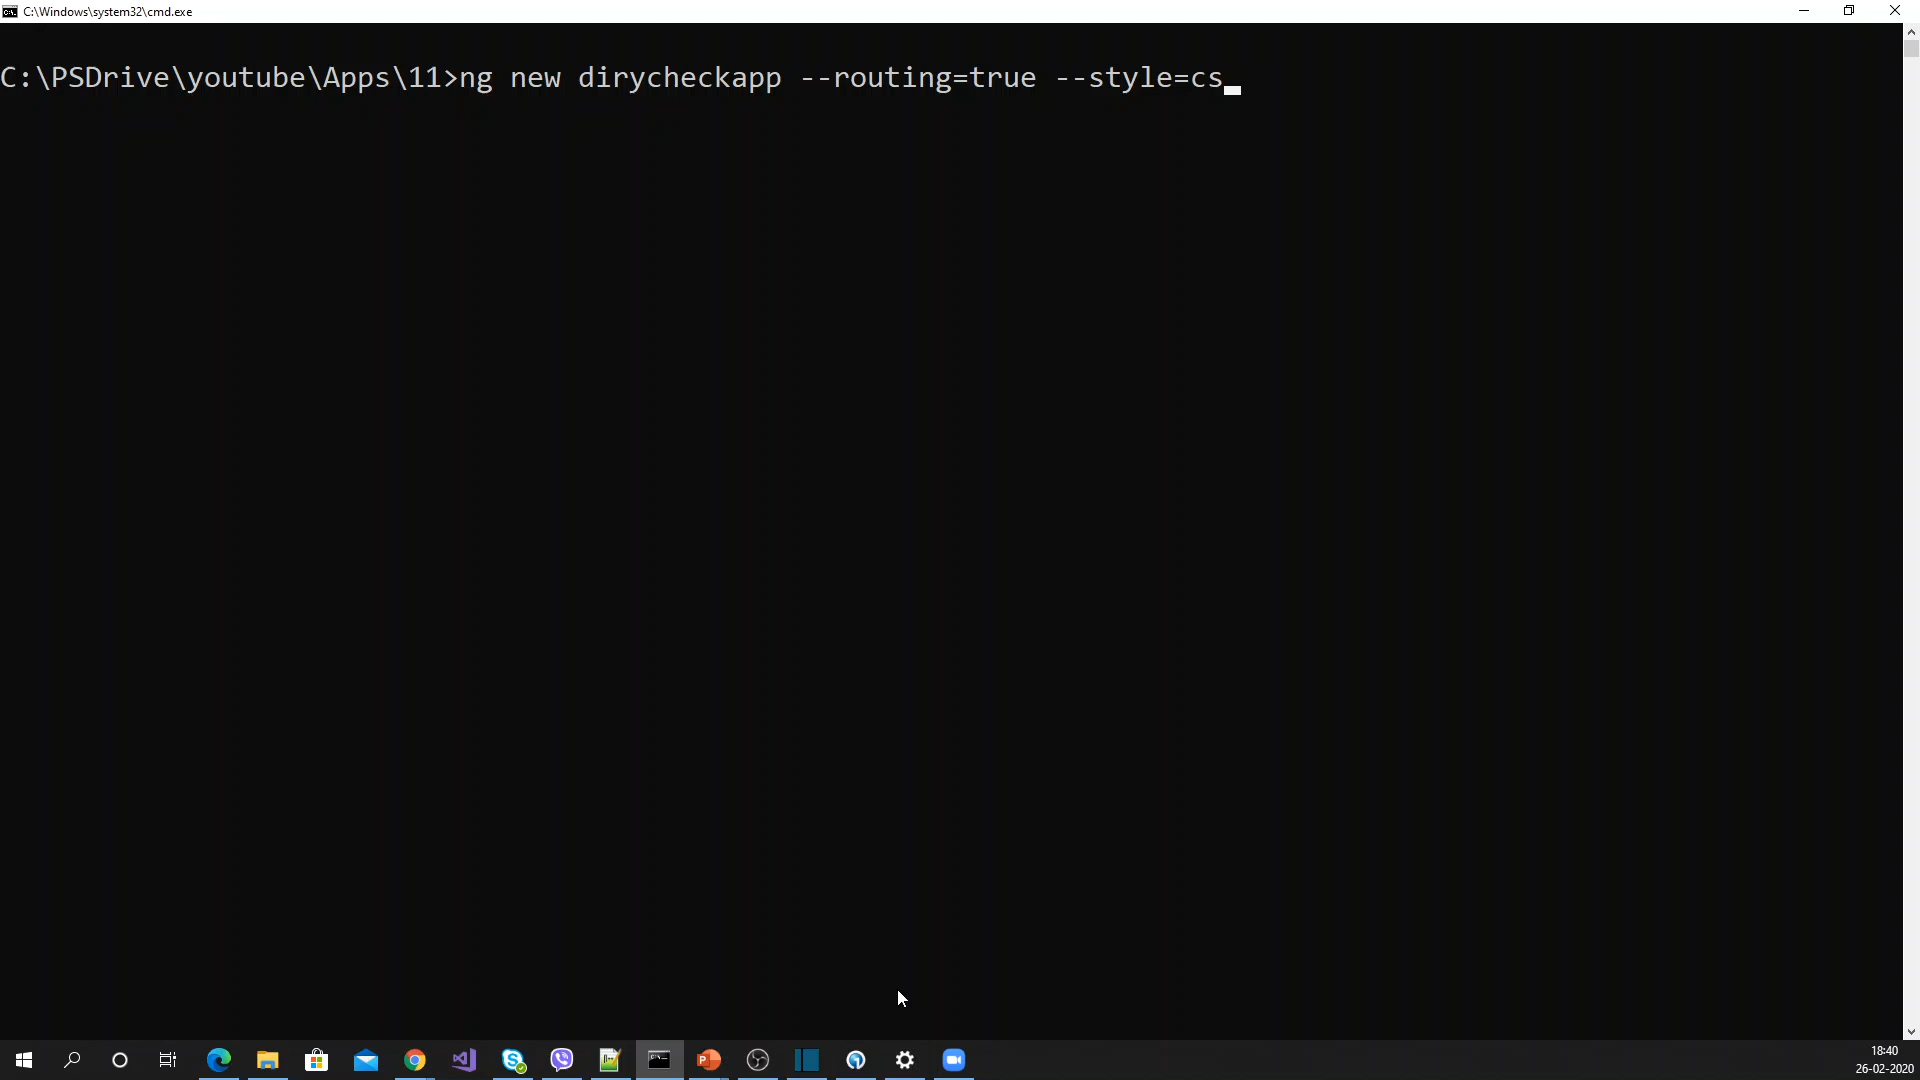 C:\Windows\system32\cmd.exe
C:\PSDrive\youtube\Apps\11>ng new dirycheckapp --routing=true --style=cs
18:40
26-02-2020